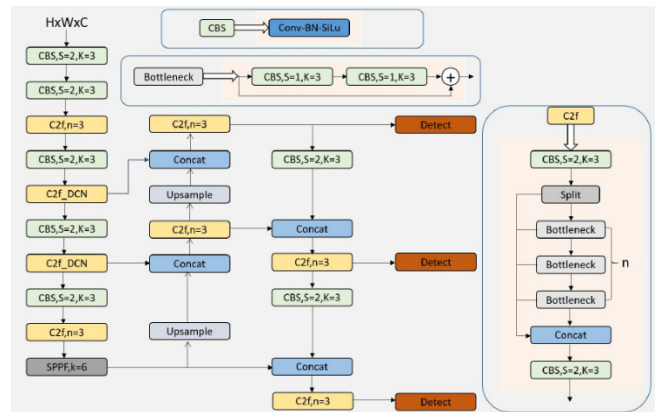 HxWxC
CBS,S=2,K=3
CBS,S=2,K=3
C2f,n=3
CBS,S=2,K=3
C2f_DCN
CBS,S=2,K=3
C2f_DCN
CBS,S=2,K=3
C2f,n=3
SPPF,k=6
CBS
Conv-BN-SiLu
Bottleneck
CBS,S=1,K=3
CBS,S=1,K=3
+
C2f,n=3
Concat
Upsample
C2f,n=3
Concat
Upsample
Detect
CBS,S=2,K=3
Concat
C2f,n=3
Detect
CBS,S=2,K=3
Concat
C2f,n=3
Detect
C2f
CBS,S=2,K=3
Split
Bottleneck
Bottleneck
n
Bottleneck
Concat
CBS,S=2,K=3